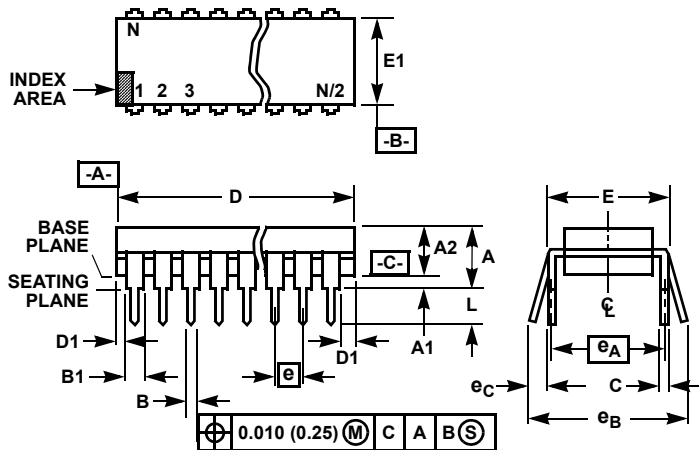 N
E1
INDEX
AREA
1 2 3 N/2
-B-
-A-
D
E
BASE
PLANE
A2
A
-C-
SEATING
PLANE
L
D1
A1
D1
B1
e
eA
B
eC
C
eB
0.010 (0.25) M C A B S